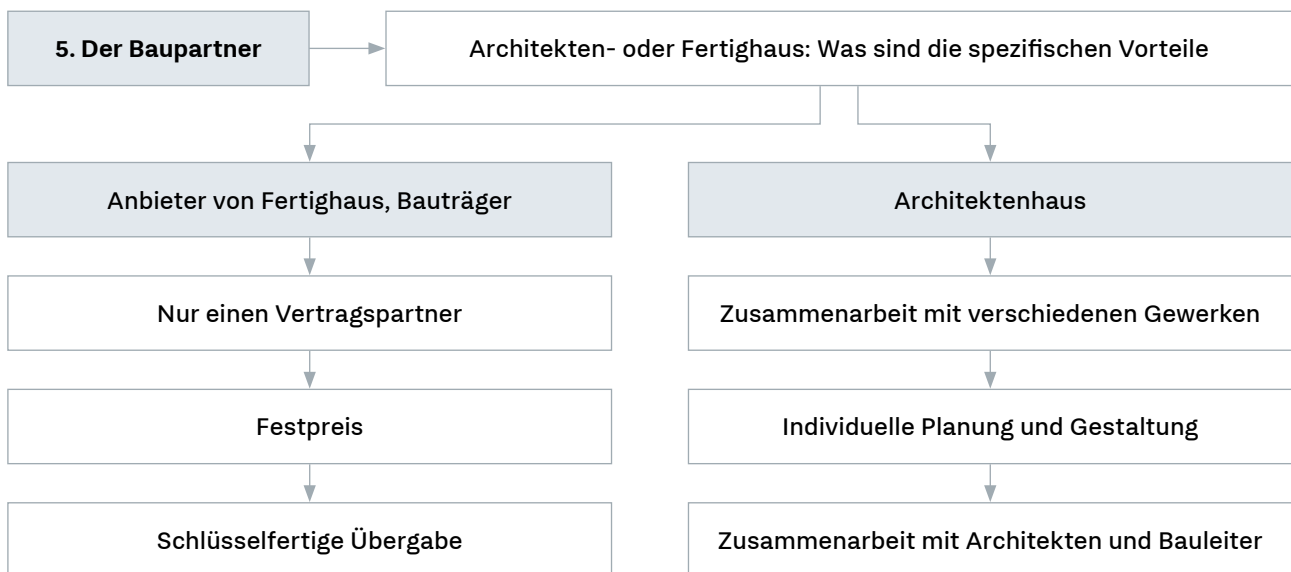 5. Der Baupartner
Architekten- oder Fertighaus: Was sind die spezifischen Vorteile
Anbieter von Fertighaus, Bauträger
Architektenhaus
Nur einen Vertragspartner
Zusammenarbeit mit verschiedenen Gewerken
Festpreis
Individuelle Planung und Gestaltung
Schlüsselfertige Übergabe
Zusammenarbeit mit Architekten und Bauleiter